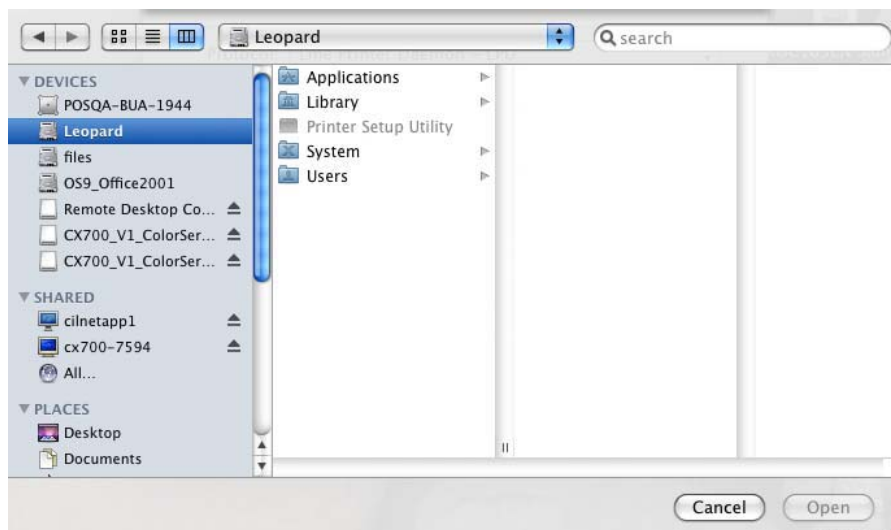 Leopard
search
DEVICES
POSQA-BUA-1944
Leopard
files
OS9_Office2001
Remote Desktop Co...
CX700_V1_ColorSer...
CX700_V1_ColorSer...
SHARED
cilnetapp1
cx700-7594
All...
PLACES
Desktop
Documents
Applications
Library
Printer Setup Utility
System
Users
Cancel
Open